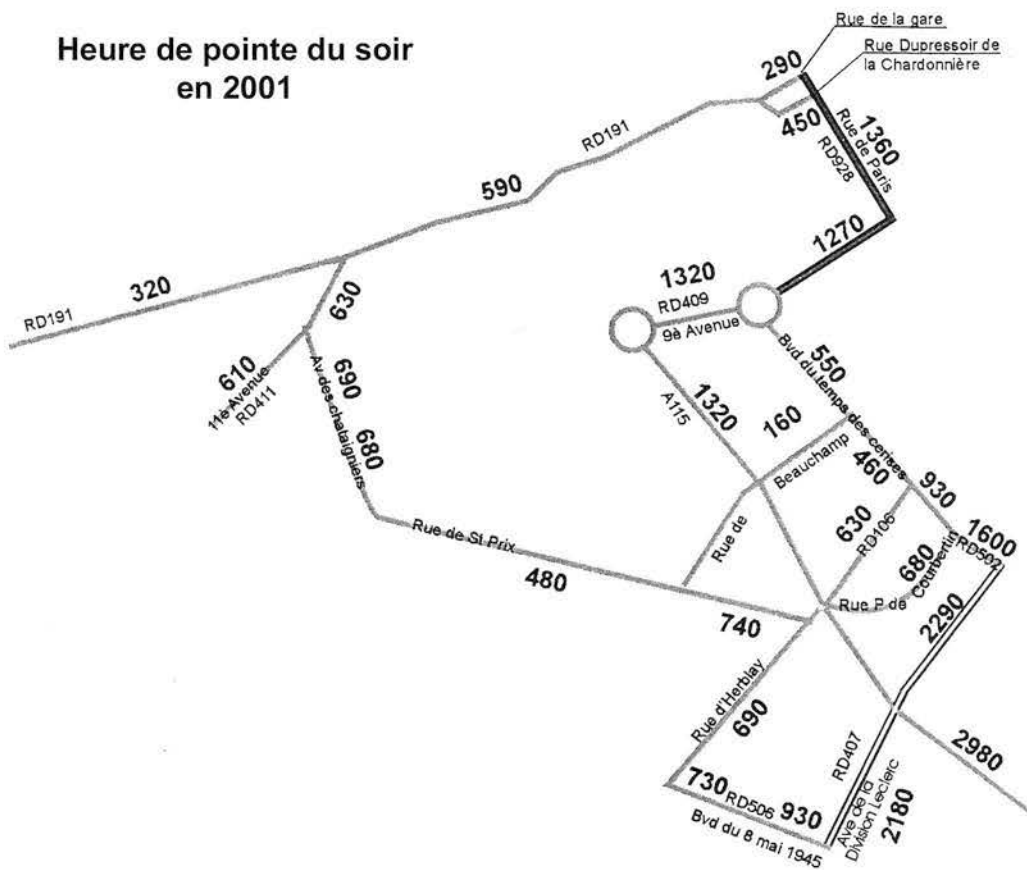 Heure de pointe du soir
en 2001
Rue de la gare
Rue Dupressoir de
la Chardonnière
290
450
1360
Rue de Paris
RD928
RD191
590
1270
320
RD191
630
1320
RD409
9è Avenue
610
11è Avenue
RD411
690
Av des chataigniers
680
A115
1320
550
Bvd du temps des cerises
160
Beauchamp
460
930
Rue de
630
RD106
1600
RD502
680
Rue P de Courbertin
Rue de St Prix
480
740
2290
Rue d'Herblay
690
2980
RD407
730
RD506
930
Bvd du 8 mai 1945
Ave de la
Division Leclerc
2180